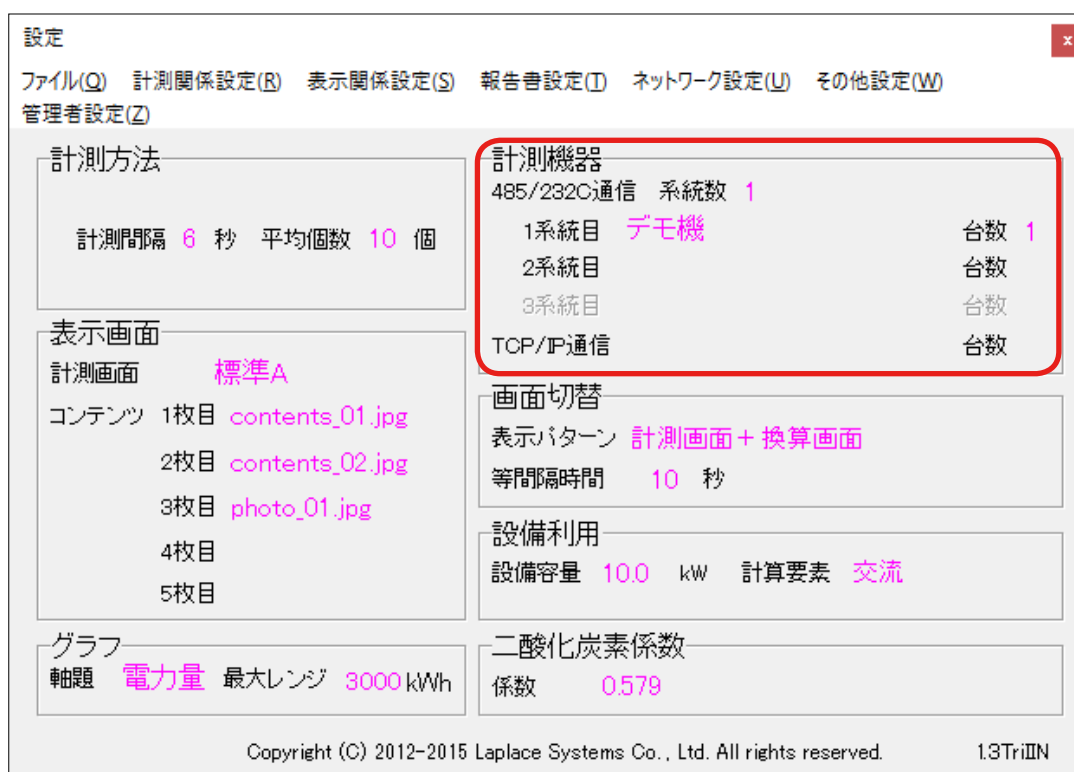 設定
x
ファイル(Q) 計測関係設定(R) 表示関係設定(S) 報告書設定(T) ネットワーク設定(U) その他設定(W)
管理者設定(Z)
計測方法
計測間隔 6 秒 平均個数 10 個
表示画面
計測画面 標準A
コンテンツ 1枚目 contents_01.jpg
2枚目 contents_02.jpg
3枚目 photo_01.jpg
4枚目
5枚目
グラフ
軸題 電力量 最大レンジ 3000 kWh
計測機器
485/232C通信 系統数 1
1系統目 デモ機 台数 1
2系統目 台数
3系統目 台数
TCP/IP通信 台数
画面切替
表示パターン 計測画面+換算画面
等間隔時間 10 秒
設備利用
設備容量 10.0 kW 計算要素 交流
二酸化炭素係数
係数 0.579
Copyright (C) 2012-2015 Laplace Systems Co., Ltd. All rights reserved. 1.3TriIIN